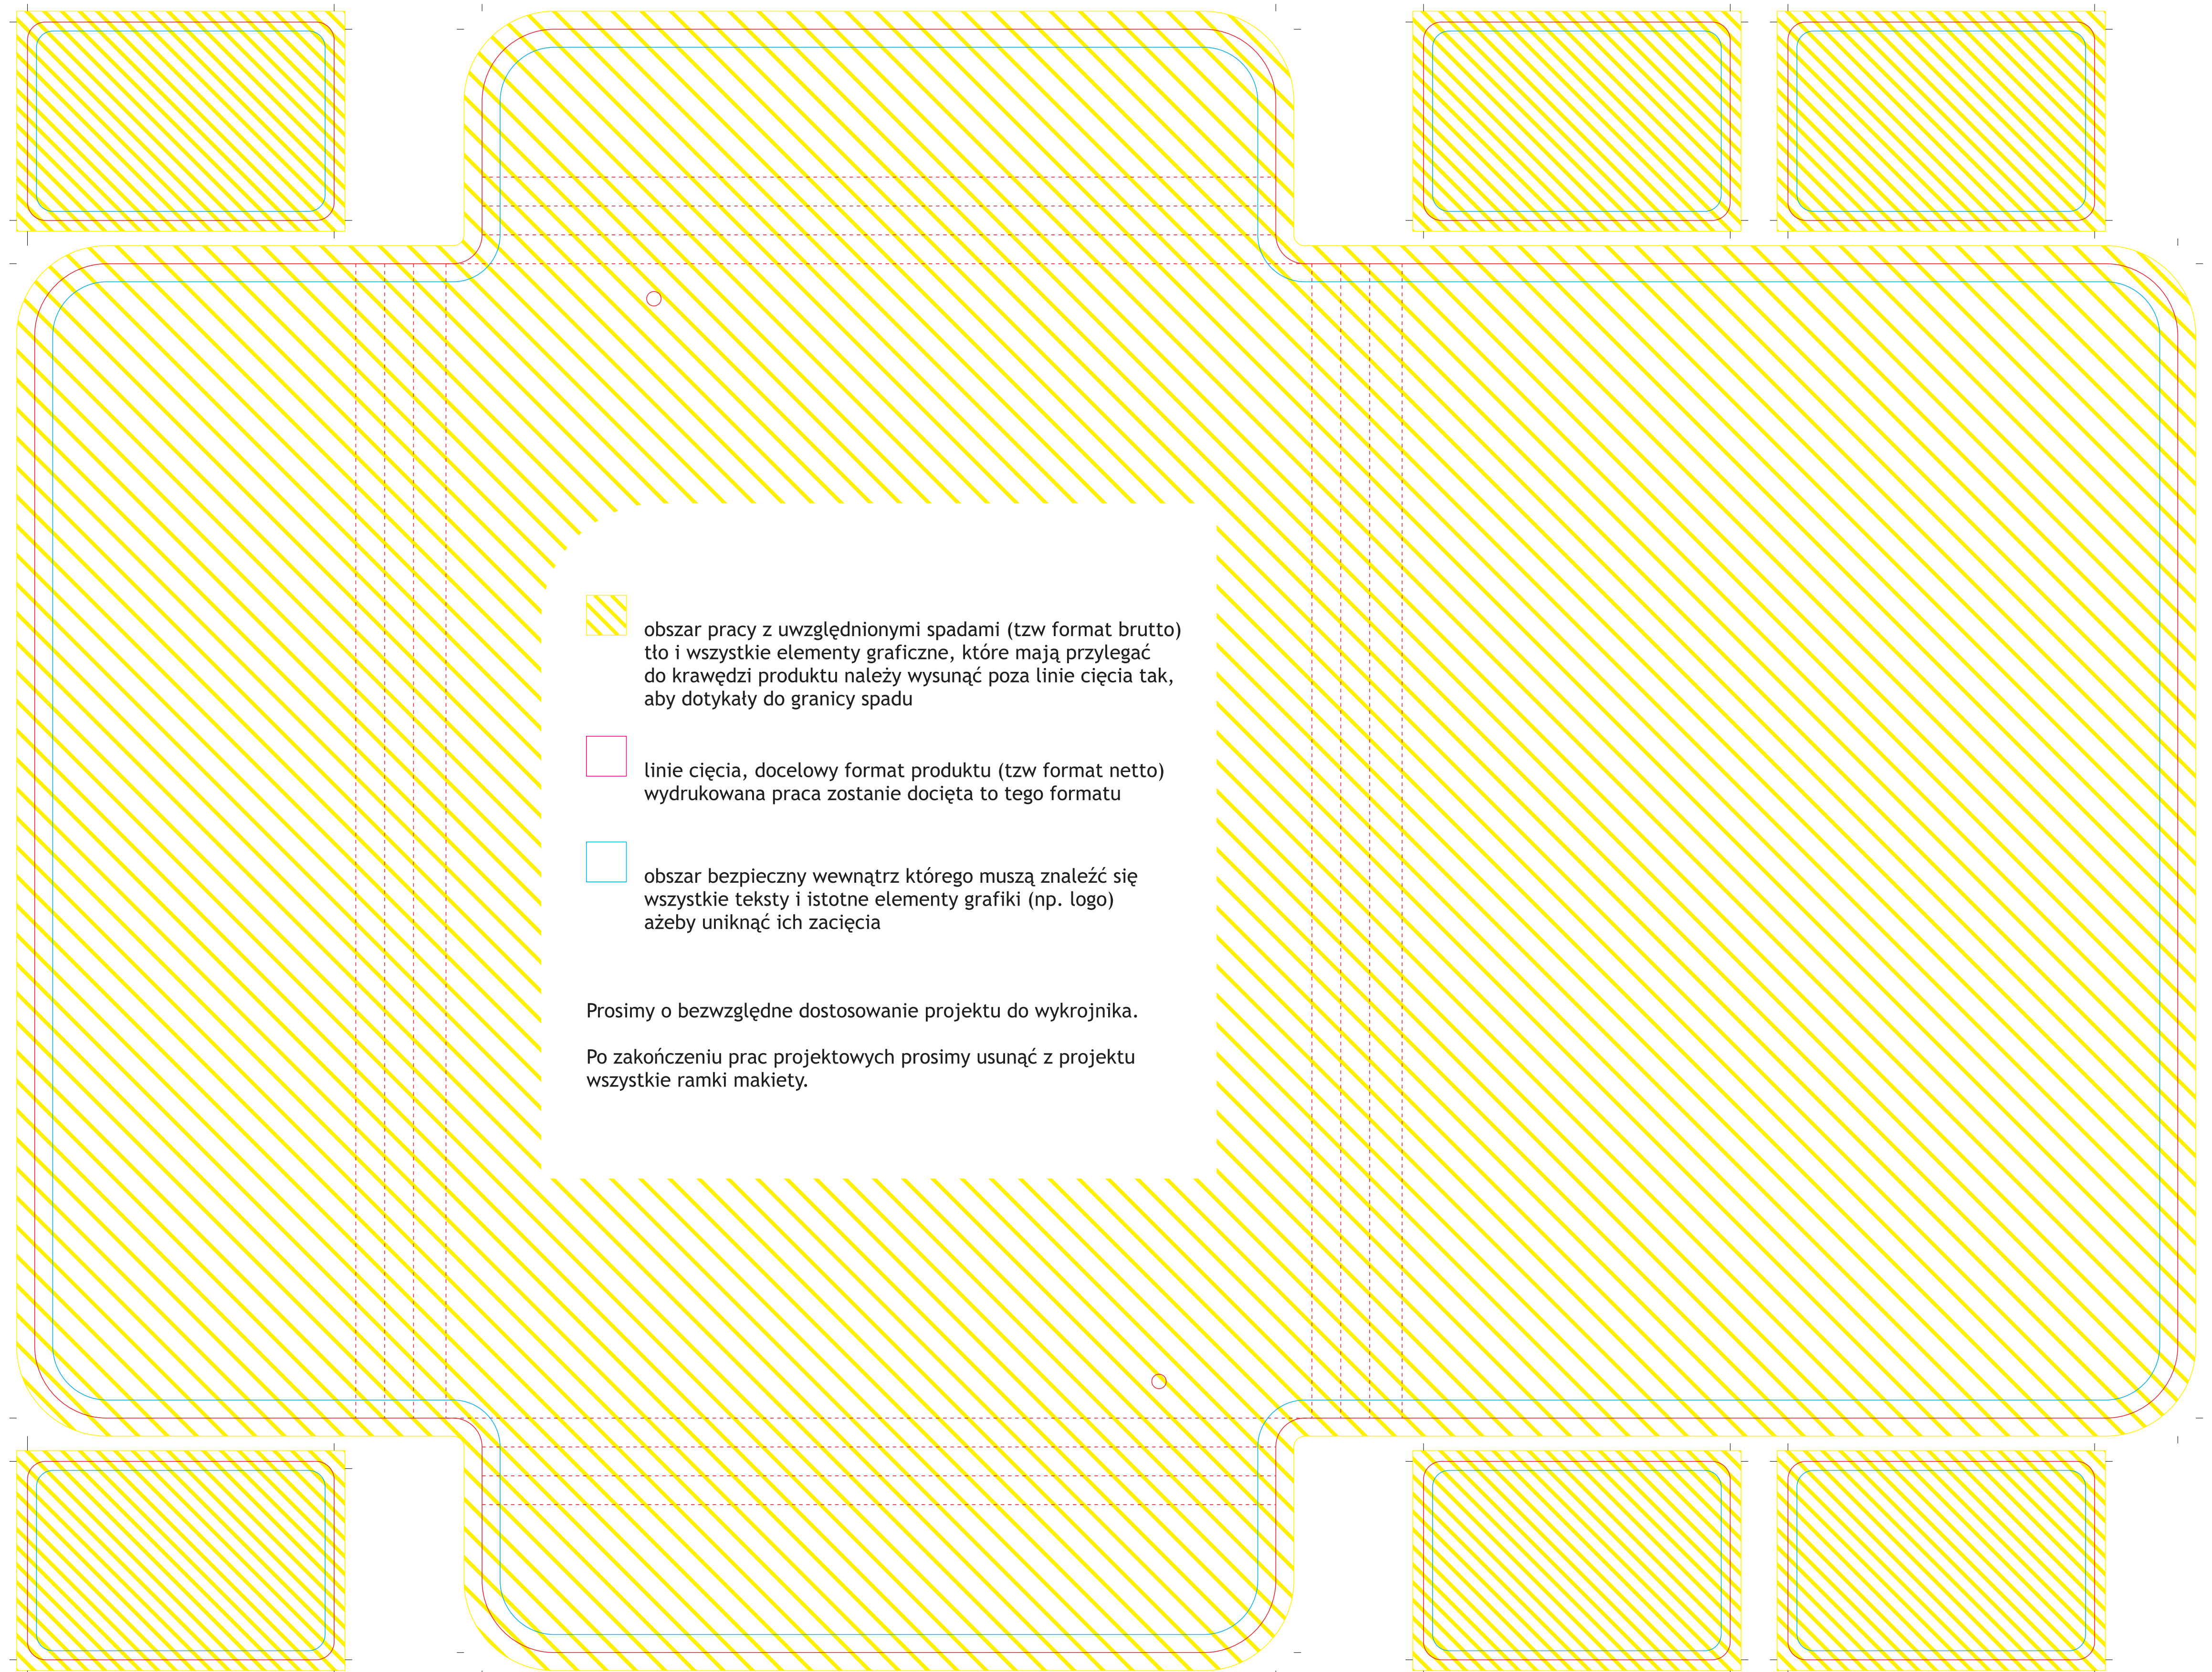 obszar pracy z uwzględnionymi spadami (tzw format brutto)
tło i wszystkie elementy graficzne, które mają przylegać
do krawędzi produktu należy wysunąć poza linie cięcia tak,
aby dotykały do granicy spadu
linie cięcia, docelowy format produktu (tzw format netto)
wydrukowana praca zostanie docięta to tego formatu
obszar bezpieczny wewnątrz którego muszą znaleźć się
wszystkie teksty i istotne elementy grafiki (np. logo)
ażeby uniknąć ich zacięcia
Prosimy o bezwzględne dostosowanie projektu do wykrojnika.
Po zakończeniu prac projektowych prosimy usunąć z projektu
wszystkie ramki makiety.